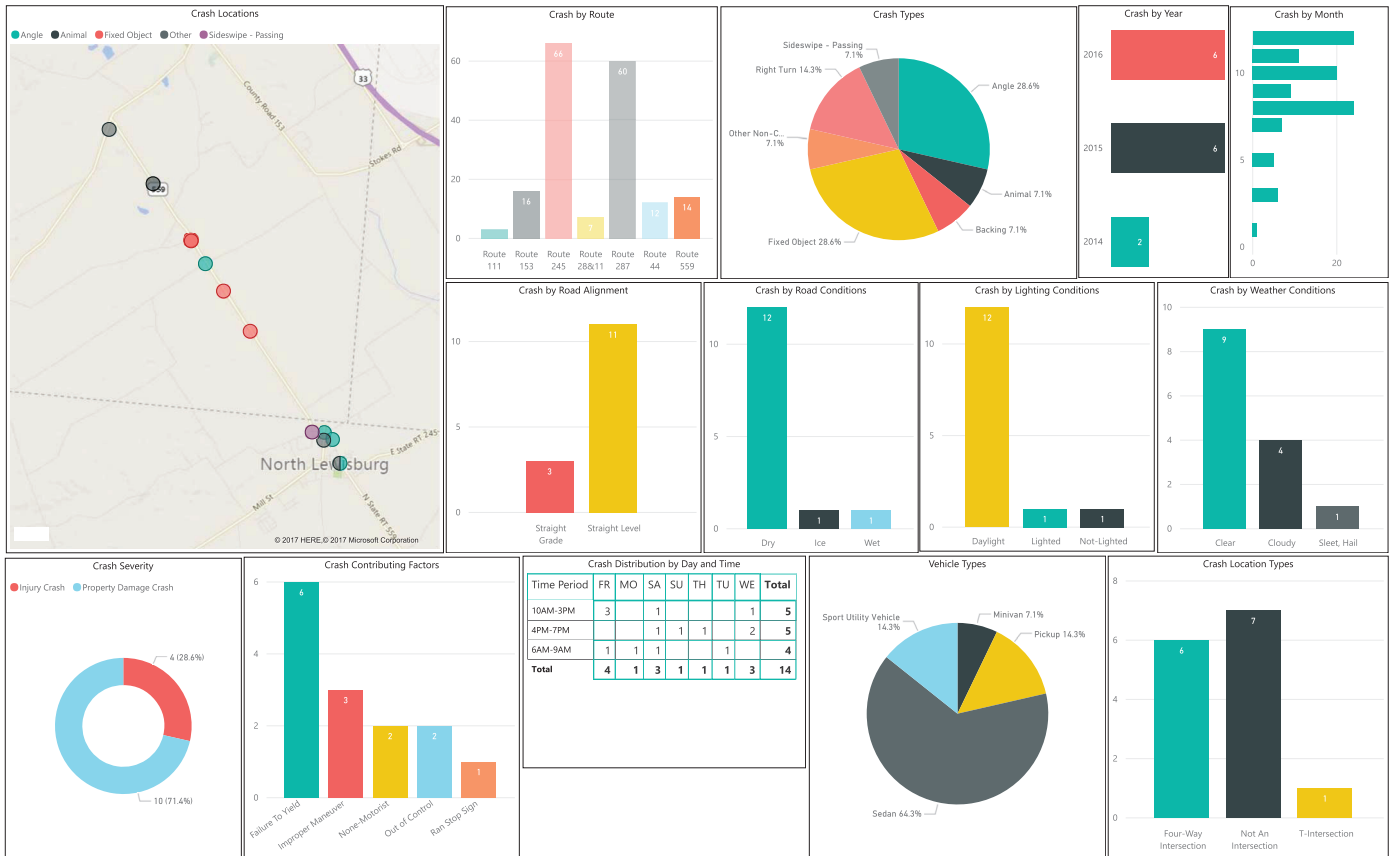 Crash Locations
Angle Animal Fixed Object Other Sideswipe - Passing
33
County Road 153
Stokes Rd
559
North Lewisburg
E State RT 245
Mill St
N State RT 559
© 2017 HERE,© 2017 Microsoft Corporation
Crash by Route
60
40
20
0
16
66
7
60
12
14
Route 111
Route 153
Route 245
Route 28&11
Route 287
Route 44
Route 559
Crash Types
Sideswipe - Passing 7.1%
Right Turn 14.3%
Other Non-C... 7.1%
Fixed Object 28.6%
Angle 28.6%
Animal 7.1%
Backing 7.1%
Crash by Year
2016
6
2015
6
2014
2
Crash by Month
10
5
0
0
20
Crash by Road Alignment
10
5
0
3
11
Straight Grade
Straight Level
Crash by Road Conditions
10
5
0
12
1
1
Dry
Ice
Wet
Crash by Lighting Conditions
10
5
0
12
1
1
Daylight
Lighted
Not-Lighted
Crash by Weather Conditions
10
8
6
4
2
0
9
4
1
Clear
Cloudy
Sleet, Hail
Crash Severity
Injury Crash Property Damage Crash
4 (28.6%)
10 (71.4%)
Crash Contributing Factors
6
4
2
0
6
3
2
2
1
Failure To Yield
Improper Maneuver
None-Motorist
Out of Control
Ran Stop Sign
Crash Distribution by Day and Time
Time Period FR MO SA SU TH TU WE Total
10AM-3PM 3 1 1 5
4PM-7PM 1 1 1 2 5
6AM-9AM 1 1 1 1 4
Total 4 1 3 1 1 1 3 14
Vehicle Types
Sport Utility Vehicle 14.3%
Minivan 7.1%
Pickup 14.3%
Sedan 64.3%
Crash Location Types
8
6
4
2
0
6
7
1
Four-Way Intersection
Not An Intersection
T-Intersection